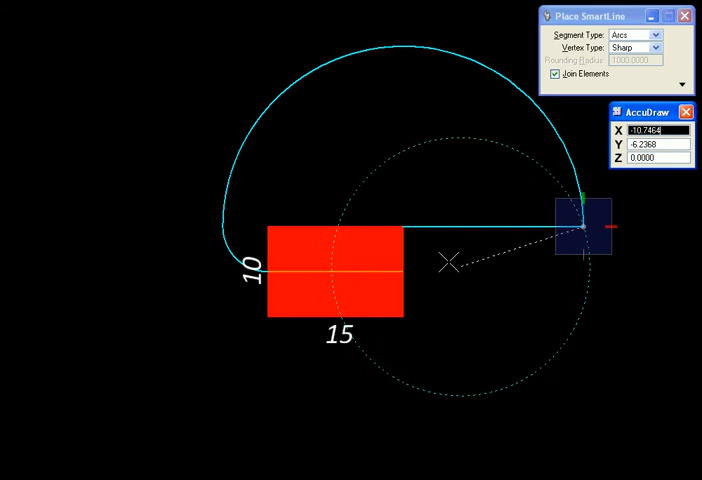 Place SmartLine
Segment Type: Arcs
Vertex Type: Sharp
Rounding Radius: 1000.0000
Join Elements
AccuDraw
X -10.7464
Y -6.2368
Z 0.0000
10
15